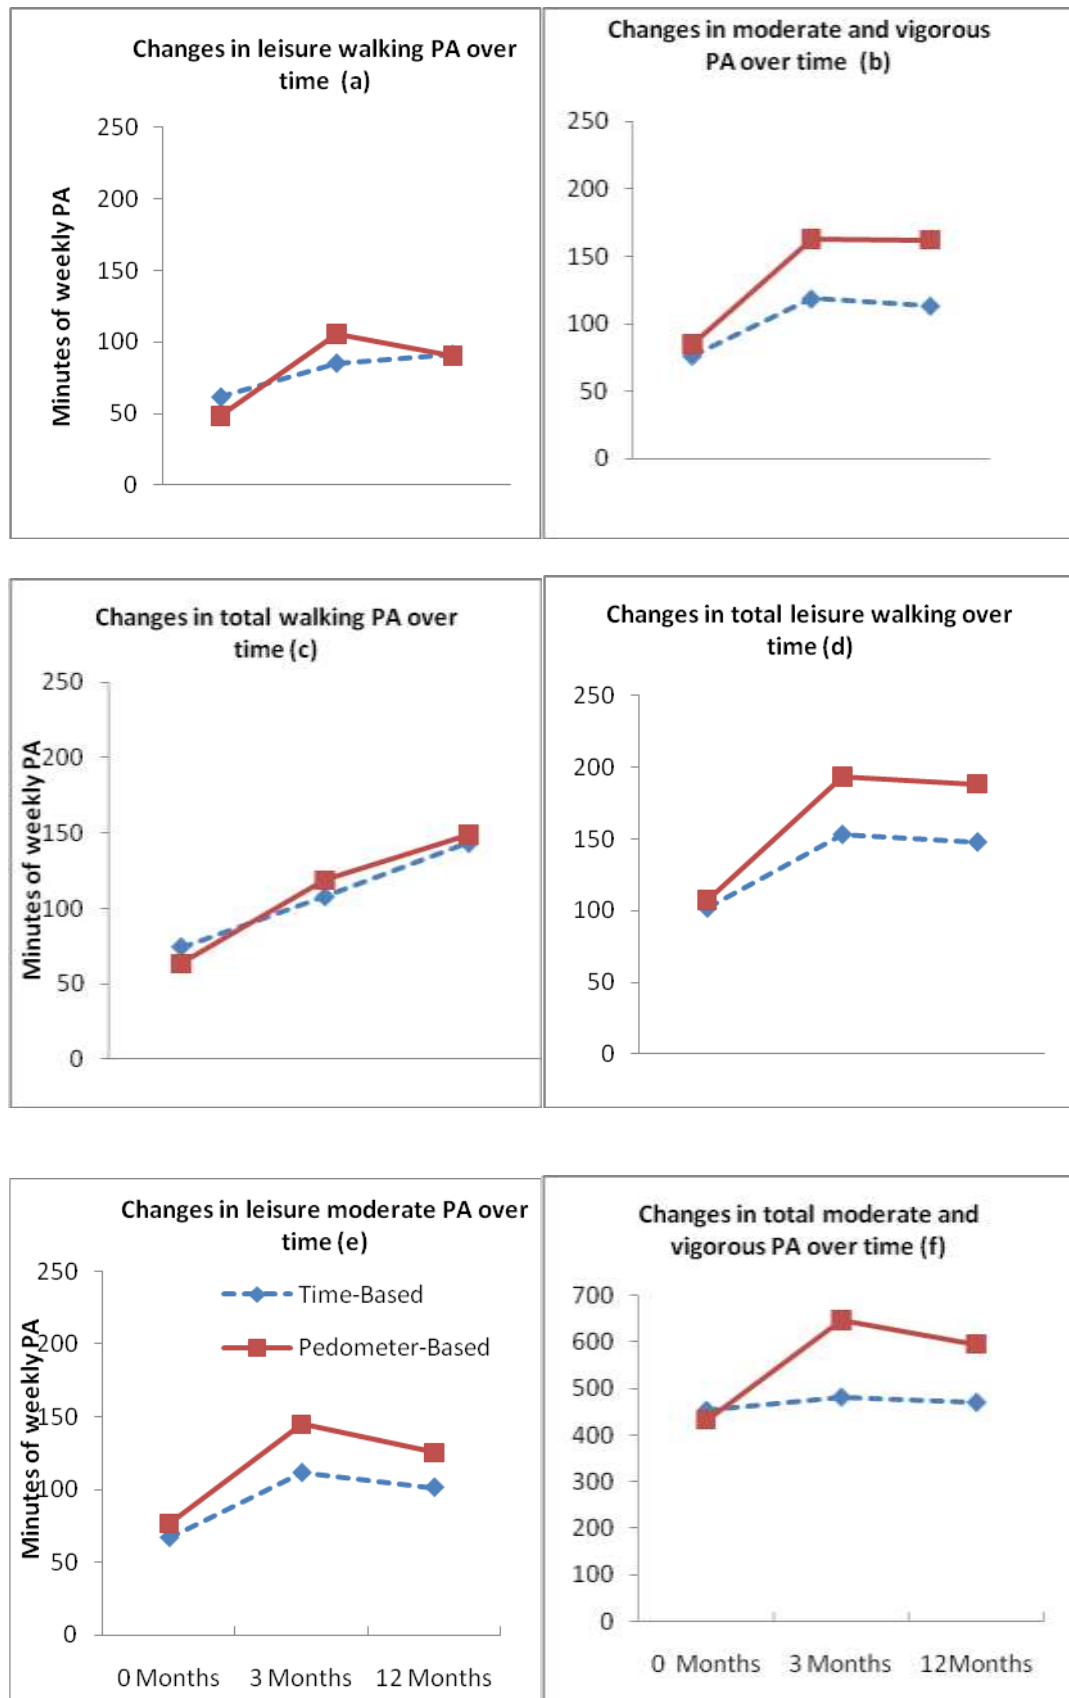 Changes in leisure walking PA over
time (a)
250
200
150
100
50
0
Minutes of weekly PA
Changes in moderate and vigorous
PA over time (b)
250
200
150
100
50
0
Changes in total walking PA over
time (c)
250
200
150
100
50
0
Minutes of weekly PA
Changes in total leisure walking over
time (d)
250
200
150
100
50
0
Changes in leisure moderate PA over
time (e)
250
200
150
100
50
0
Minutes of weekly PA
Time-Based
Pedometer-Based
0 Months 3 Months 12 Months
Changes in total moderate and
vigorous PA over time (f)
700
600
500
400
300
200
100
0
0 Months 3 Months 12Months